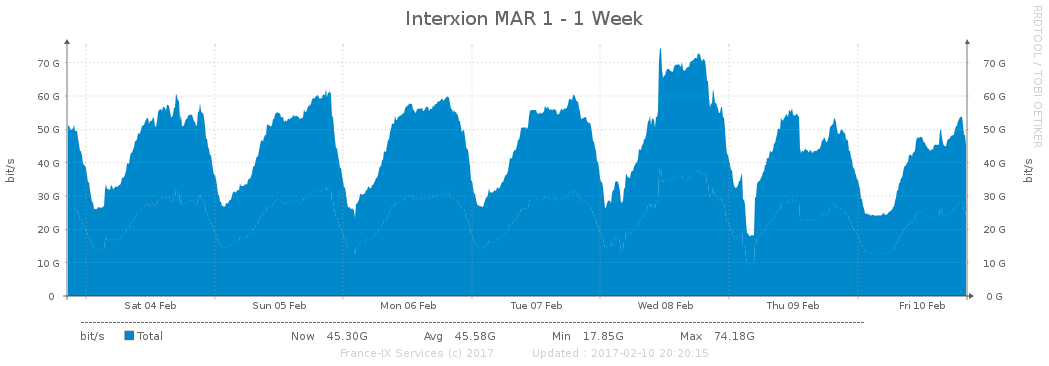 Interxion MAR 1 - 1 Week
RRDTOOL / TOBI OETIKER
bit/s
70 G 70 G
60 G 60 G
50 G 50 G
40 G 40 G
30 G 30 G
20 G 20 G
10 G 10 G
0 0 G
bit/s
Sat 04 Feb Sun 05 Feb Mon 06 Feb Tue 07 Feb Wed 08 Feb Thu 09 Feb Fri 10 Feb
bit/s Total Now 45.30G Avg 45.58G Min 17.85G Max 74.18G
France-IX Services (c) 2017 Updated : 2017-02-10 20:20:15